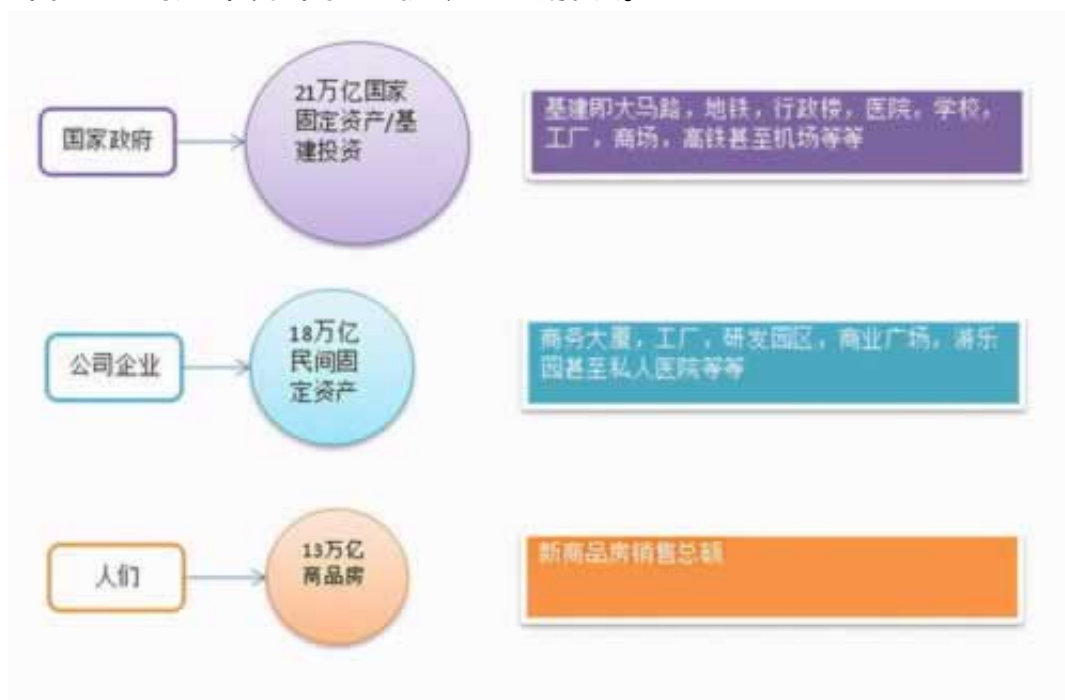 国家政府
21万亿国家
固定资产/基
建投资
基建即大马路，地铁，行政楼，医院，学校，
工厂，商场，高铁甚至机场等等
公司企业
18万亿
民间固
定资产
商务大厦，工厂，研发园区，商业广场，游乐
园甚至私人医院等等
人们
13万亿
商品房
新商品房销售总额